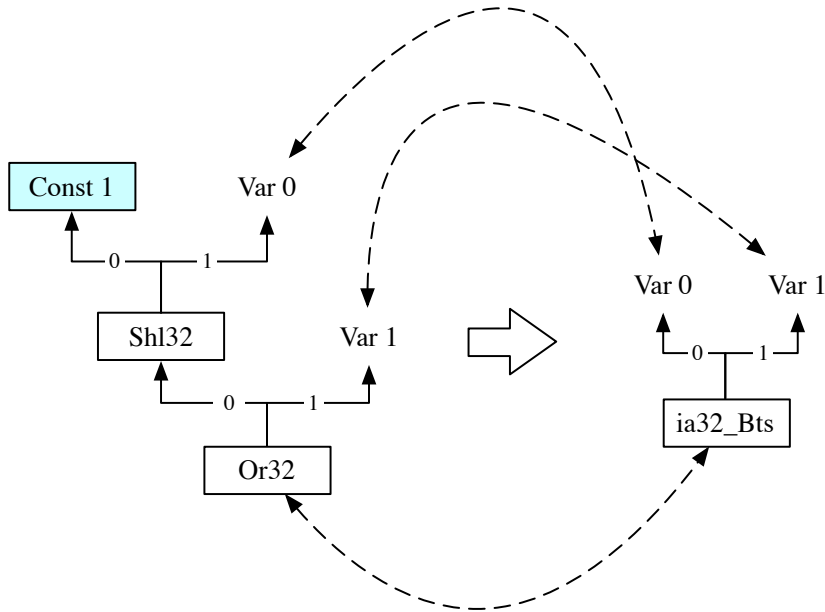 Const 1
Var 0
0
1
Shl32
Var 1
0
1
Or32
Var 0
Var 1
0
1
ia32_Bts